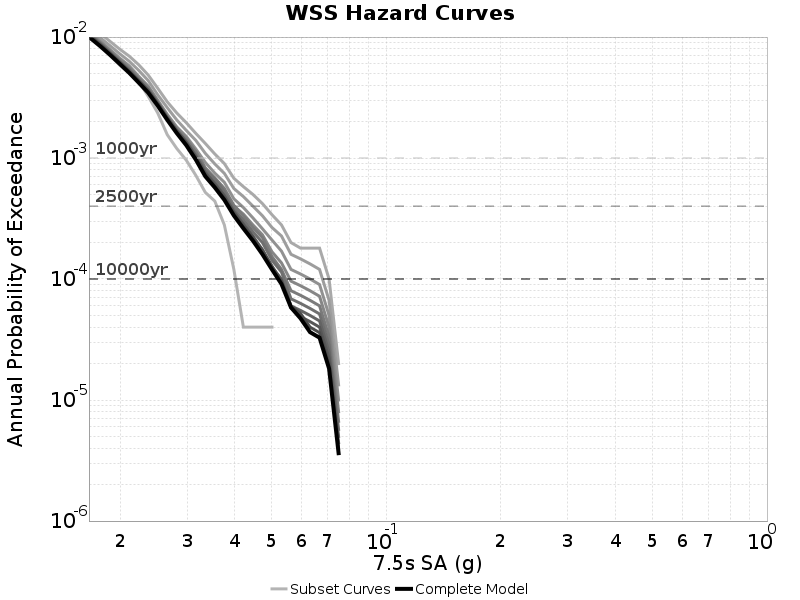 WSS Hazard Curves
Annual Probability of Exceedance
10^-2
10^-3
10^-4
10^-5
10^-6
1000yr
2500yr
10000yr
2 3 4 5 6 7 10^-1 2 3 4 5 6 7 10^0
7.5s SA (g)
Subset Curves Complete Model